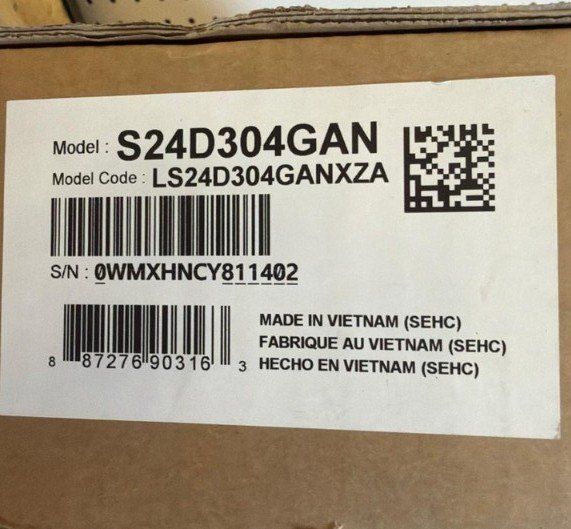 Model : S24D304GAN
Model Code : LS24D304GANXZA
S/N : 0WMXHNCY811402
MADE IN VIETNAM (SEHC)
FABRIQUE AU VIETNAM (SEHC)
HECHO EN VIETNAM (SEHC)
8 87276 90316 3